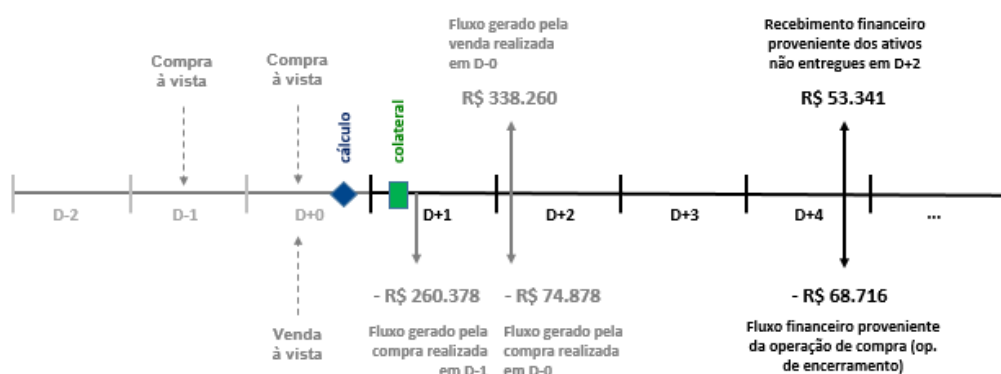 Fluxo gerado pela
venda realizada
em D-0
R$ 338.260
Recebimento financeiro
proveniente dos ativos
não entregues em D+2
R$ 53.341
Compra
à vista
Compra
à vista
cálculo
colateral
D-2
D-1
D+0
D+1
D+2
D+3
D+4
...
Venda
à vista
- R$ 260.378
Fluxo gerado pela
compra realizada
em D-1
- R$ 74.878
Fluxo gerado pela
compra realizada
em D-0
- R$ 68.716
Fluxo financeiro proveniente
da operação de compra (op.
de encerramento)